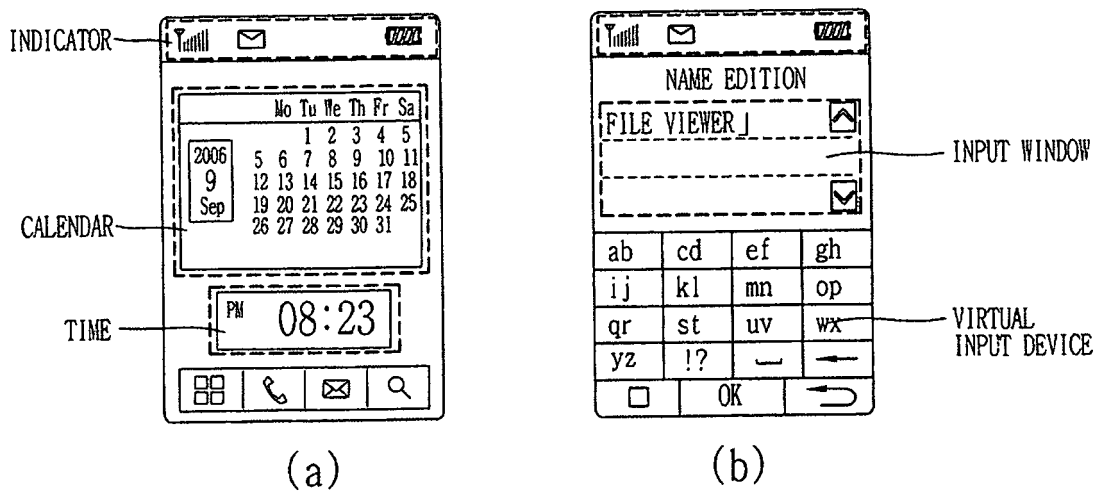 INDICATOR
Mo Tu We Th Fr Sa
1 2 3 4 5
2006
9
Sep
5 6 7 8 9 10 11
12 13 14 15 16 17 18
19 20 21 22 23 24 25
26 27 28 29 30 31
CALENDAR
PM 08:23
TIME
(a)
NAME EDITION
FILE VIEWER
INPUT WINDOW
ab cd ef gh
ij kl mn op
qr st uv wx
yz !?
OK
VIRTUAL
INPUT DEVICE
(b)